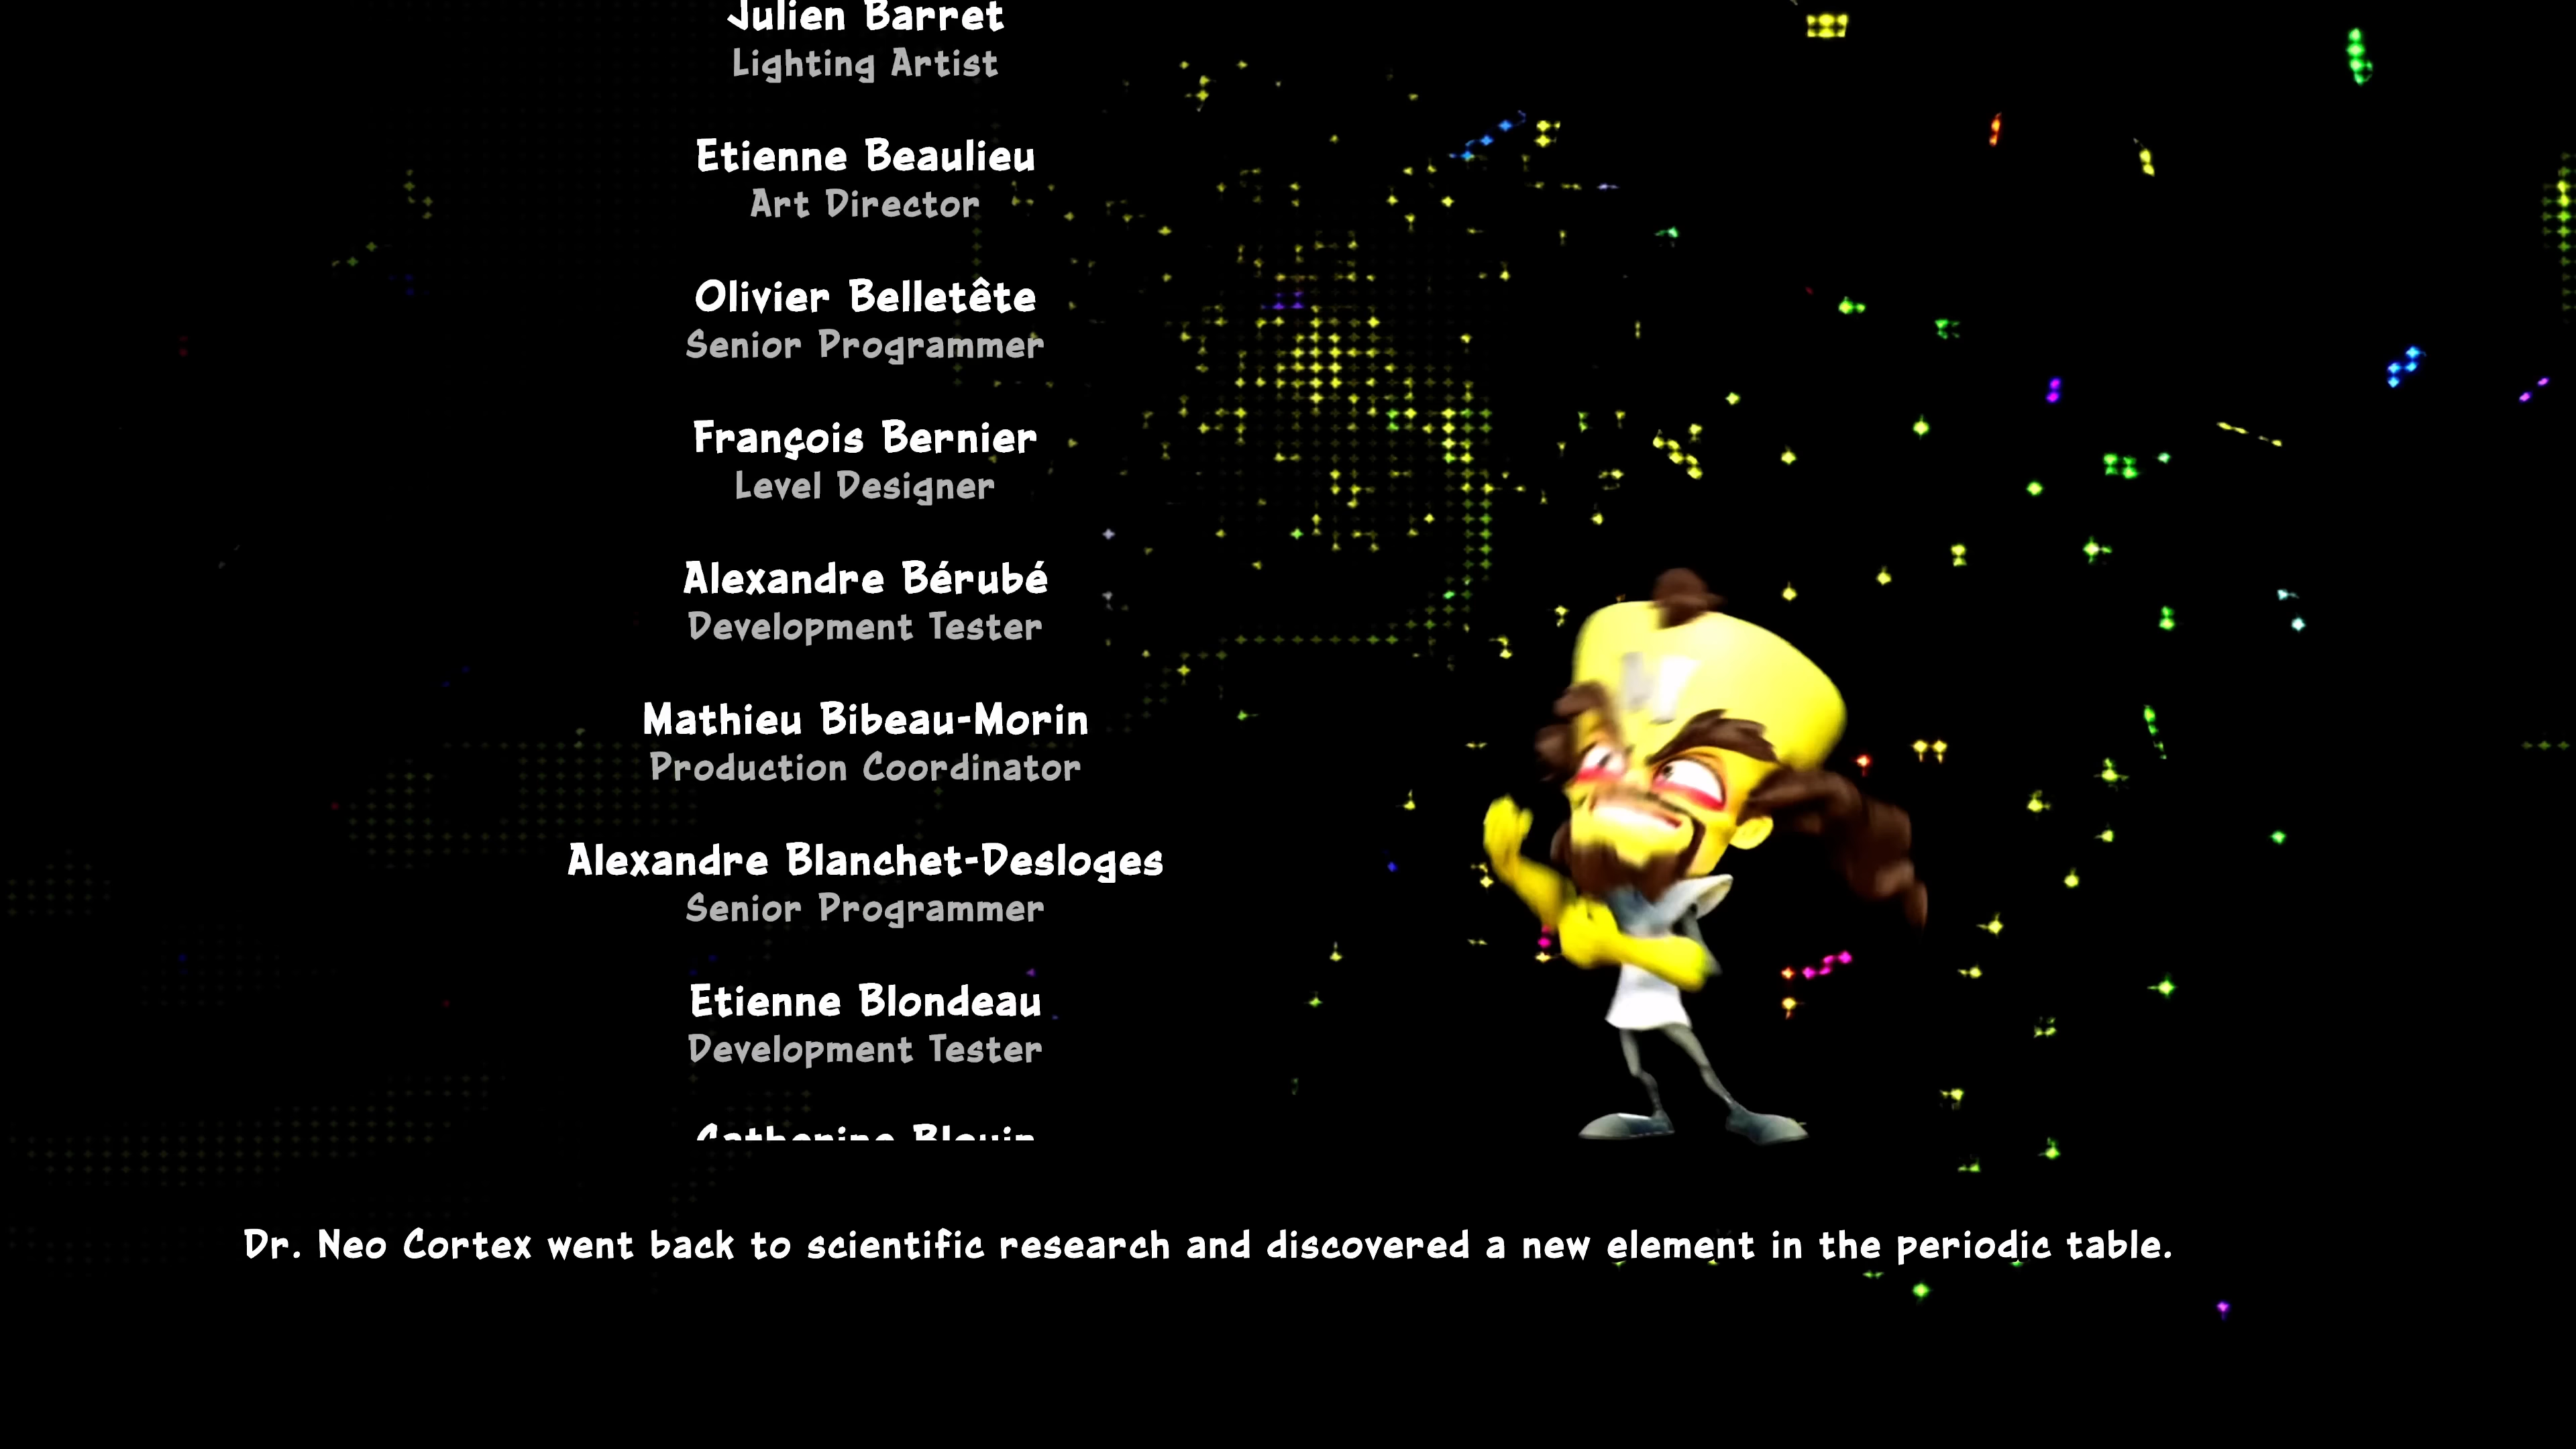 Julien Barret
Lighting Artist
Etienne Beaulieu
Art Director
Olivier Belletête
Senior Programmer
François Bernier
Level Designer
Alexandre Bérubé
Development Tester
Mathieu Bibeau-Morin
Production Coordinator
Alexandre Blanchet-Desloges
Senior Programmer
Etienne Blondeau
Development Tester
Catherine Blouin
Dr. Neo Cortex went back to scientific research and discovered a new element in the periodic table.